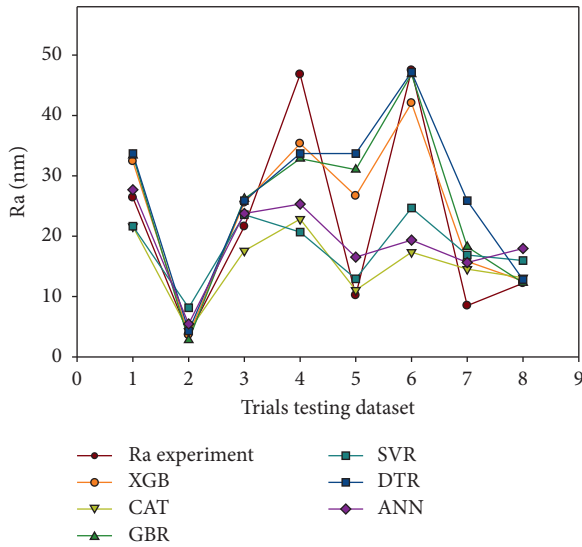 Ra (nm)
50
40
30
20
10
0
0 1 2 3 4 5 6 7 8 9
Trials testing dataset
Ra experiment SVR
XGB DTR
CAT ANN
GBR